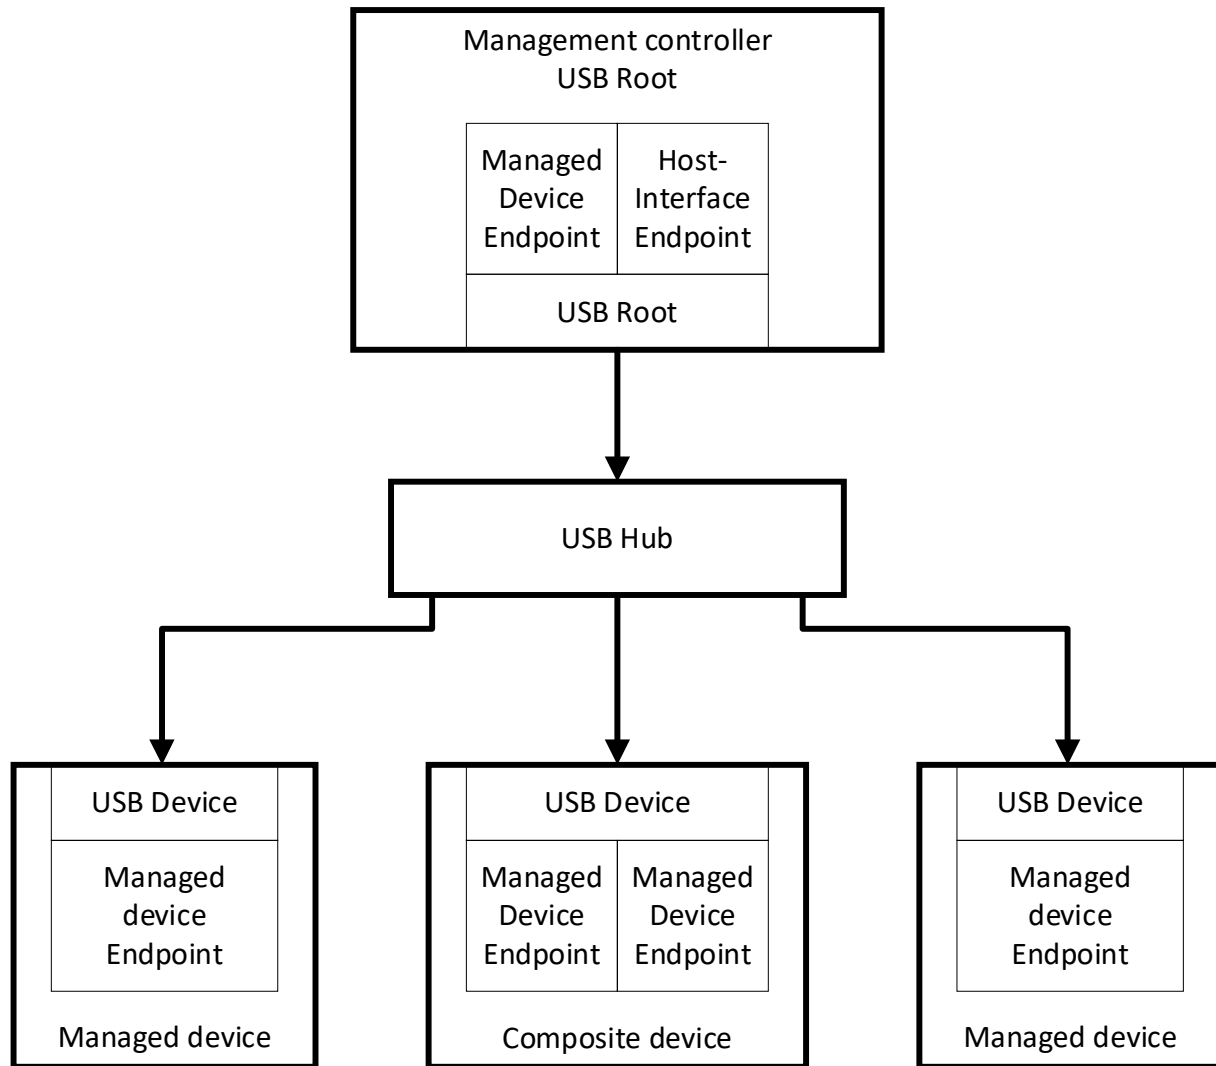 Management controller
USB Root
Managed
Device
Endpoint
Host-
Interface
Endpoint
USB Root
USB Hub
USB Device
Managed
device
Endpoint
Managed device
USB Device
Managed
Device
Endpoint
Managed
Device
Endpoint
Composite device
USB Device
Managed
device
Endpoint
Managed device